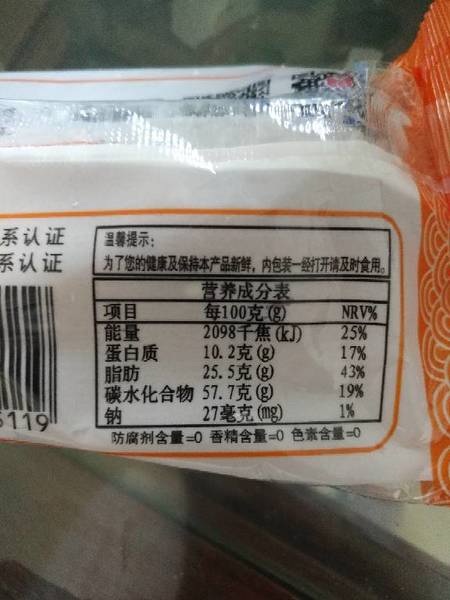 系认证
系认证
温馨提示:
为了您的健康及保持本产品新鲜,内包装一经打开请及时食用。
营养成分表
项目 每100克(g) NRV%
能量 2098千焦(kJ) 25%
蛋白质 10.2克(g) 17%
脂肪 25.5克(g) 43%
碳水化合物 57.7克(g) 19%
钠 27毫克(mg) 1%
防腐剂含量=0 香精含量=0 色素含量=0
5119